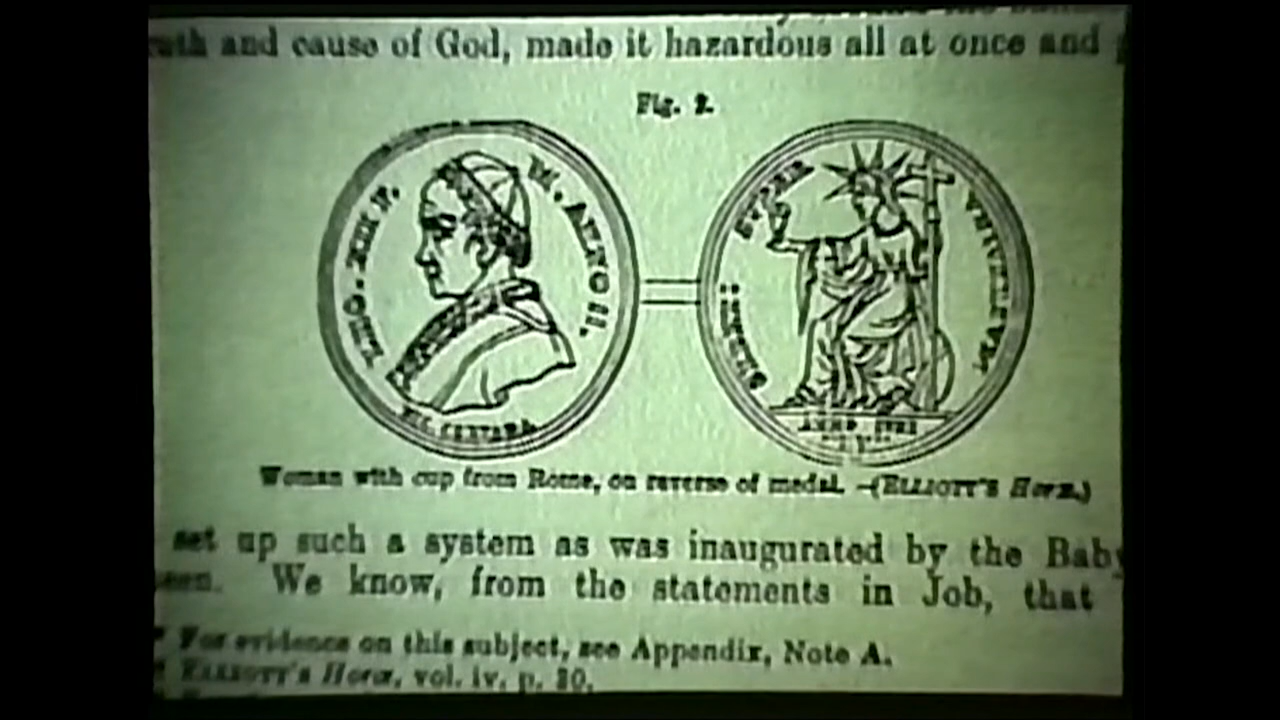 and cause of God, made it hazardous all at once and
Fig. 2.
M. ANNO II.
SUPER
ANNO
Woman with cup from Rome, on reverse of medal.—(ELLIOTT'S Horæ.)
set up such a system as was inaugurated by the Baby
We know, from the statements in Job, that
For evidence on this subject, see Appendix, Note A.
ELLIOTT'S Horæ, vol. iv. p. 30.